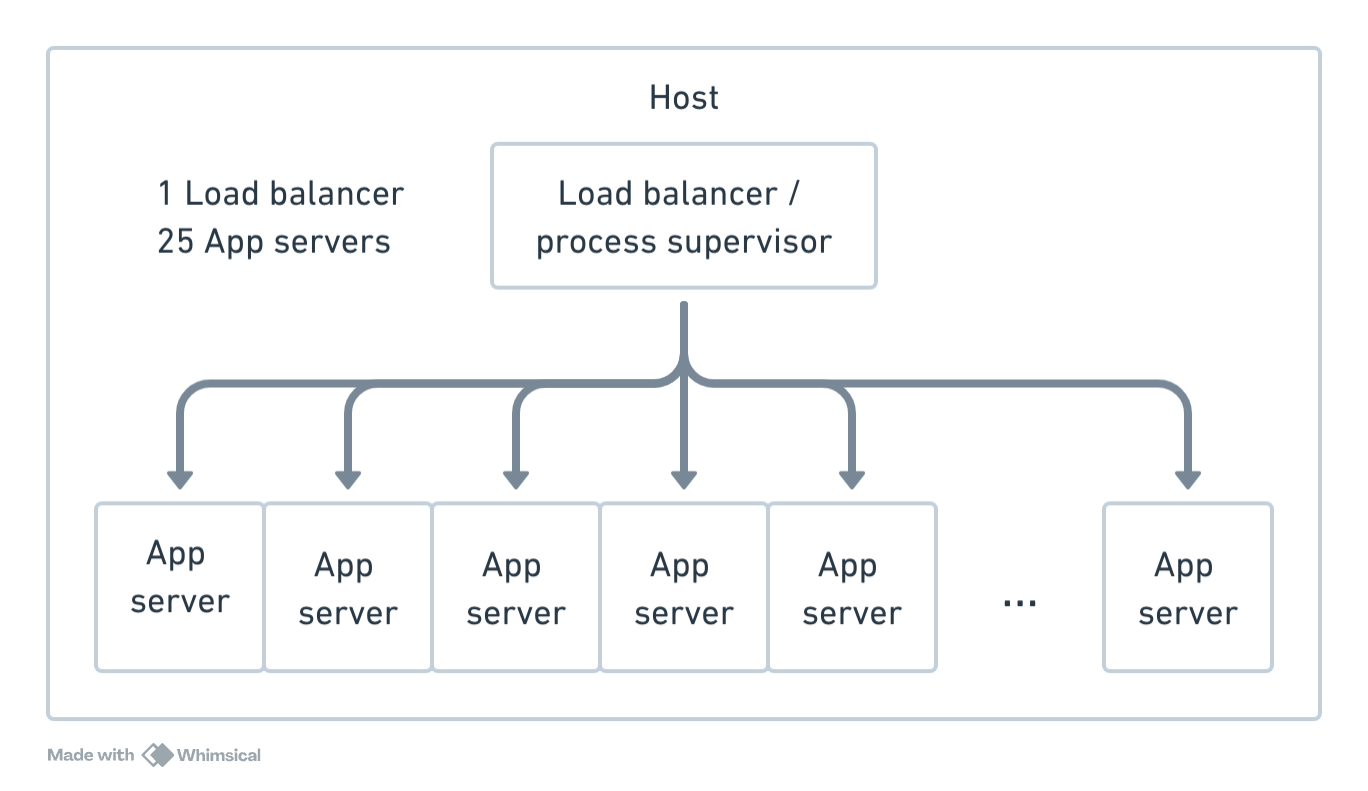 Host
1 Load balancer
25 App servers
Load balancer /
process supervisor
App
server
App
server
App
server
App
server
App
server
...
App
server
Made with Whimsical